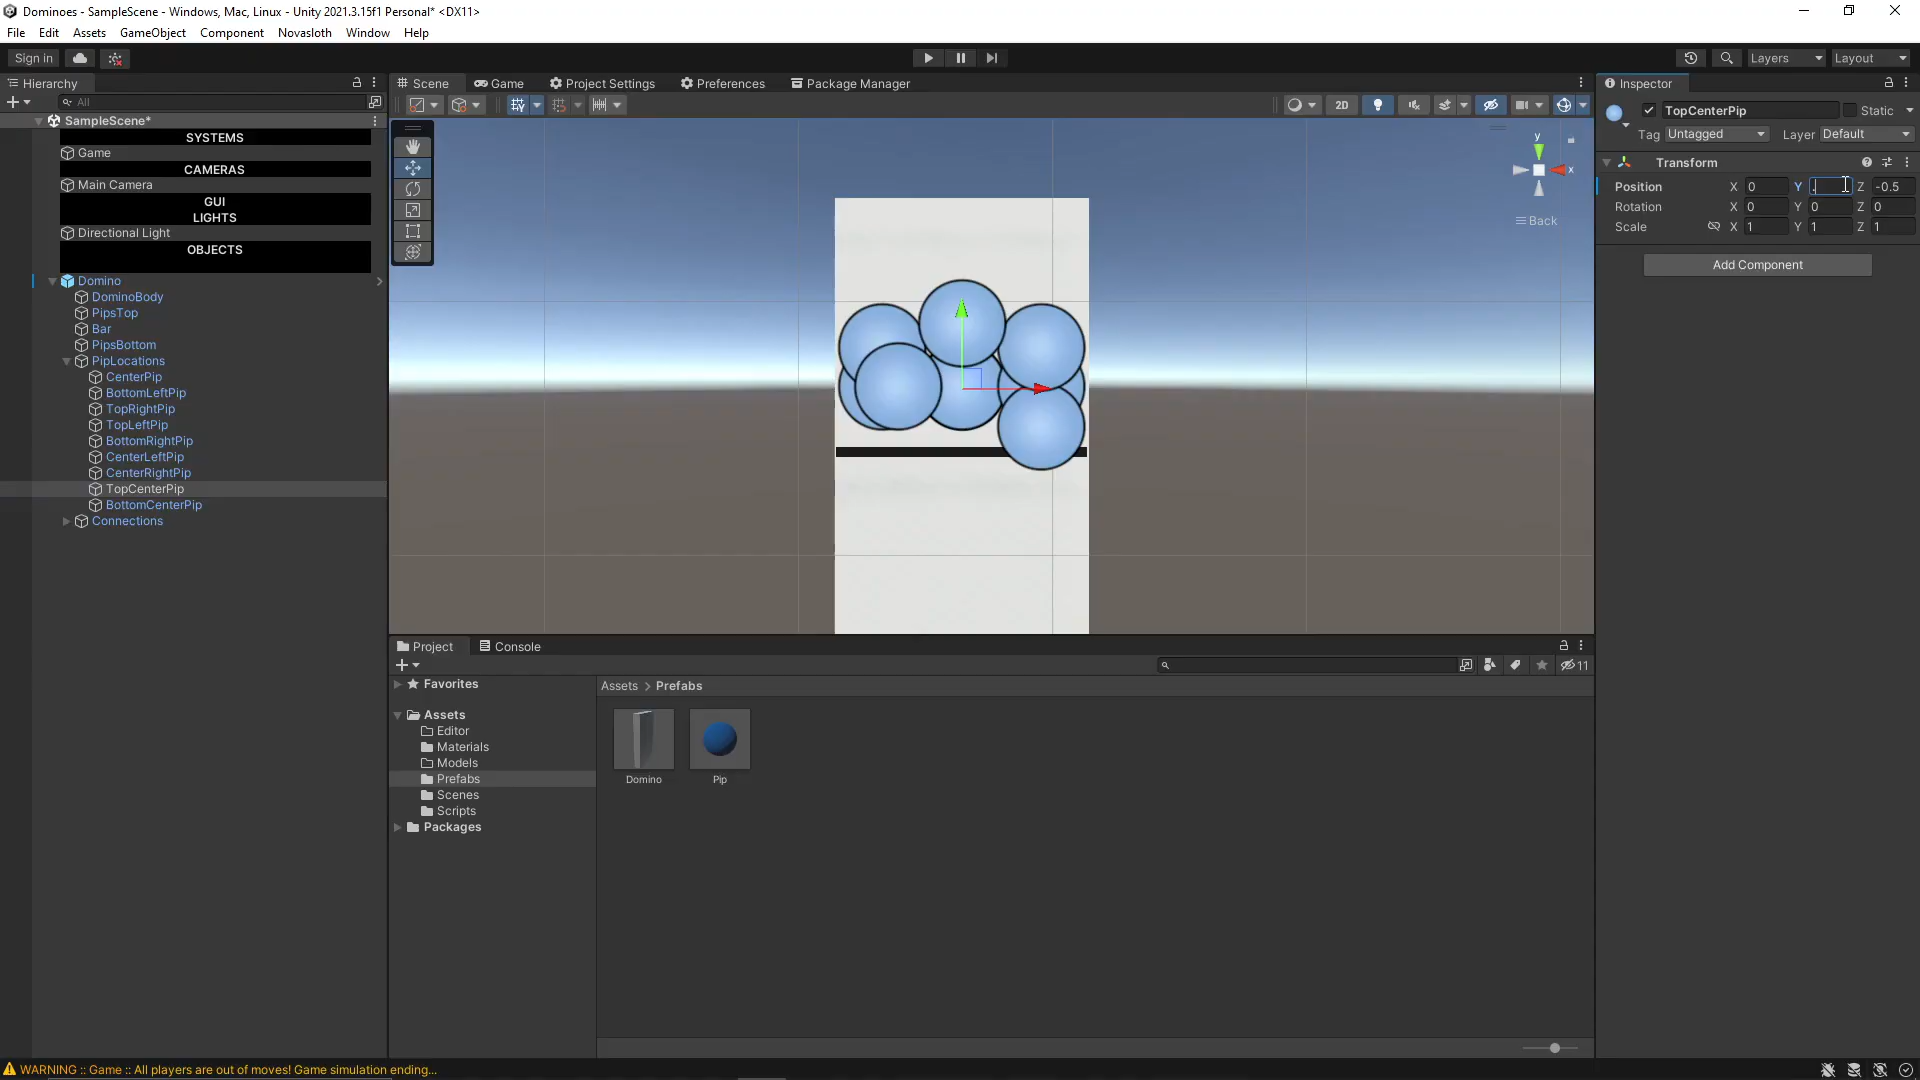 Dominoes - SampleScene - Windows, Mac, Linux - Unity 2021.3.15f1 Personal* <DX11>
File Edit Assets GameObject Component Novasloth Window Help
Sign in
Layers Layout
Hierarchy
Scene Game Project Settings Preferences Package Manager
Inspector
All
2D
TopCenterPip Static
SampleScene*
Tag Untagged Layer Default
SYSTEMS
Game
CAMERAS
Main Camera
GUI
LIGHTS
Directional Light
OBJECTS
Domino
DominoBody
PipsTop
Bar
PipsBottom
PipLocations
CenterPip
BottomLeftPip
TopRightPip
TopLeftPip
BottomRightPip
CenterLeftPip
CenterRightPip
TopCenterPip
BottomCenterPip
Connections
y
x
Back
Transform
Position X 0 Y . Z -0.5
Rotation X 0 Y 0 Z 0
Scale X 1 Y 1 Z 1
Add Component
Project Console
11
Favorites
Assets
Editor
Materials
Models
Prefabs
Scenes
Scripts
Packages
Assets > Prefabs
Domino Pip
WARNING :: Game :: All players are out of moves! Game simulation ending...